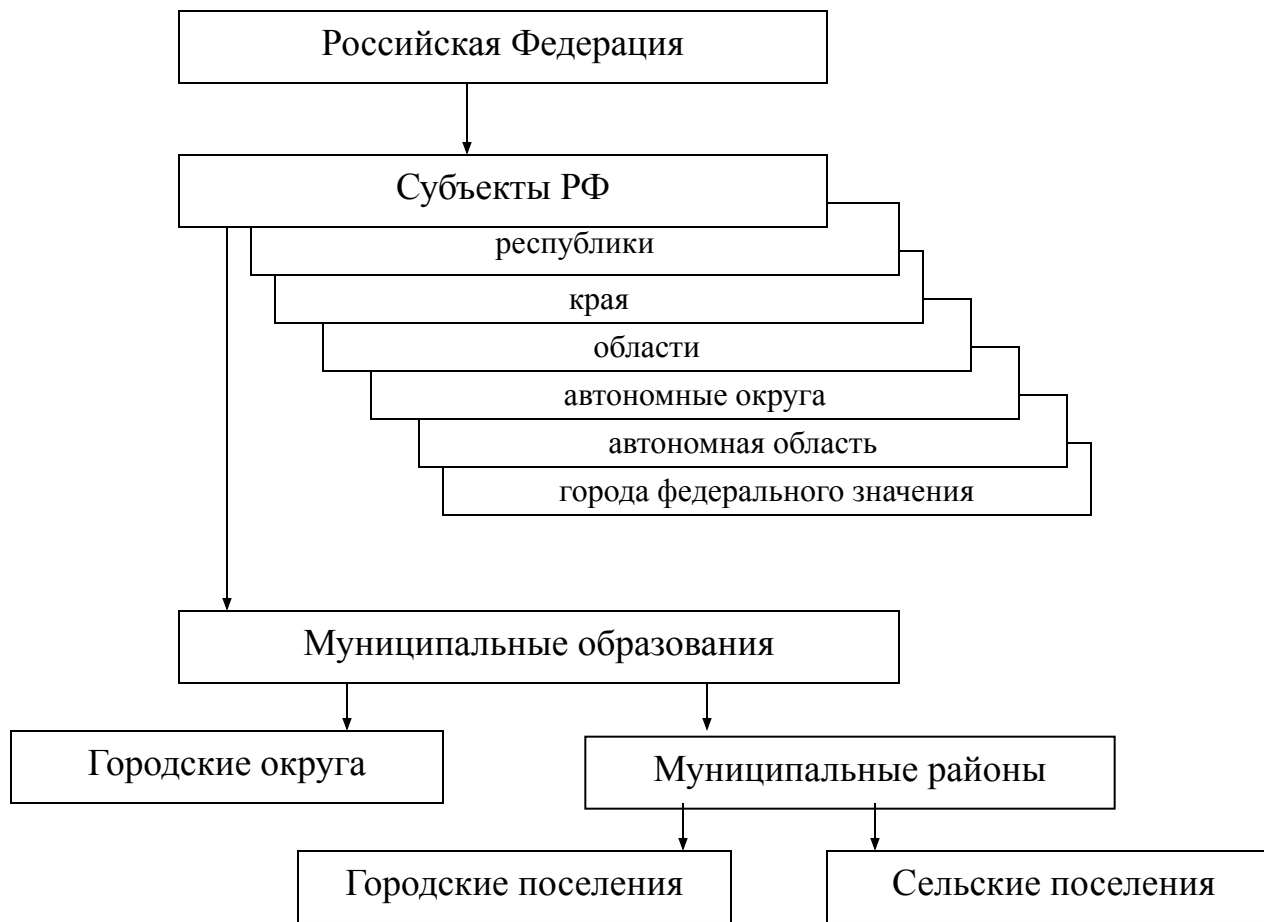 Российская Федерация
Субъекты РФ
республики
края
области
автономные округа
автономная область
города федерального значения
Муниципальные образования
Городские округа
Муниципальные районы
Городские поселения
Сельские поселения